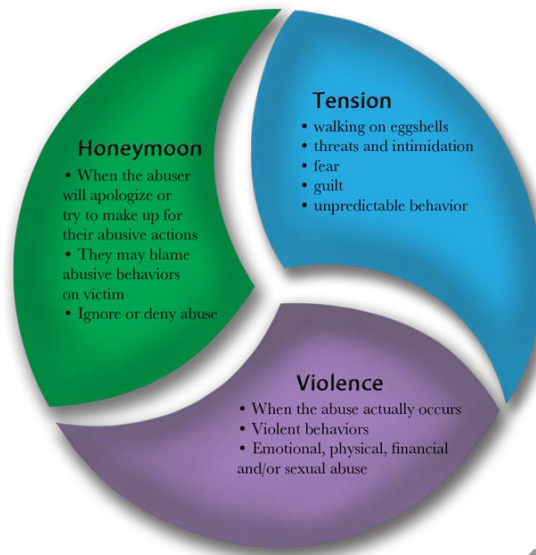 Tension
• walking on eggshells
• threats and intimidation
• fear
• guilt
• unpredictable behavior
Honeymoon
• When the abuser
will apologize or
try to make up for
their abusive actions
• They may blame
abusive behaviors
on victim
• Ignore or deny abuse
Violence
• When the abuse actually occurs
• Violent behaviors
• Emotional, physical, financial
and/or sexual abuse